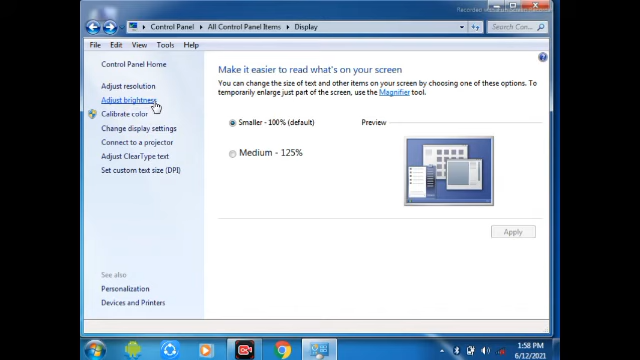 Control Panel ▸ All Control Panel Items ▸ Display
Search Con...
File Edit View Tools Help
Control Panel Home
Adjust resolution
Adjust brightness
Calibrate color
Change display settings
Connect to a projector
Adjust ClearType text
Set custom text size (DPI)
See also
Personalization
Devices and Printers
Make it easier to read what's on your screen
You can change the size of text and other items on your screen by choosing one of these options. To
temporarily enlarge just part of the screen, use the Magnifier tool.
Smaller - 100% (default)
Preview
Medium - 125%
Apply
1:58 PM
6/12/2021